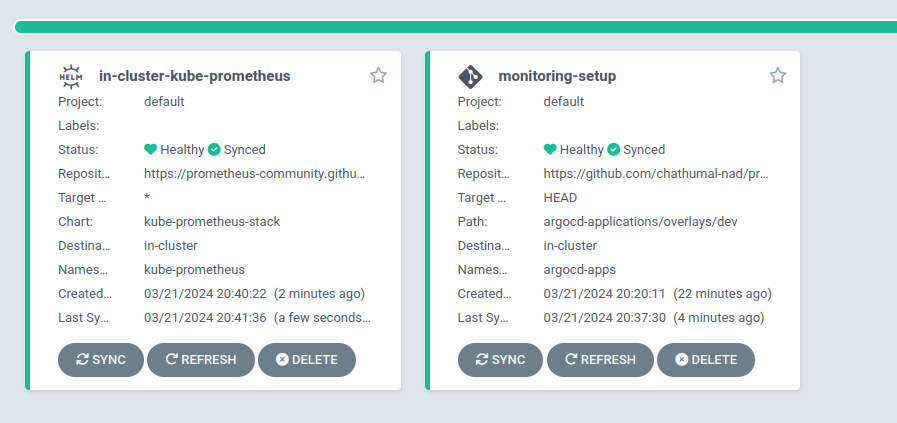 HELM in-cluster-kube-prometheus
Project: default
Labels:
Status: Healthy Synced
Reposit... https://prometheus-community.githu...
Target ... *
Chart: kube-prometheus-stack
Destina... in-cluster
Names... kube-prometheus
Created... 03/21/2024 20:40:22 (2 minutes ago)
Last Sy... 03/21/2024 20:41:36 (a few seconds...
SYNC REFRESH DELETE
monitoring-setup
Project: default
Labels:
Status: Healthy Synced
Reposit... https://github.com/chathumal-nad/pr...
Target ... HEAD
Path: argocd-applications/overlays/dev
Destina... in-cluster
Names... argocd-apps
Created... 03/21/2024 20:20:11 (22 minutes ago)
Last Sy... 03/21/2024 20:37:30 (4 minutes ago)
SYNC REFRESH DELETE